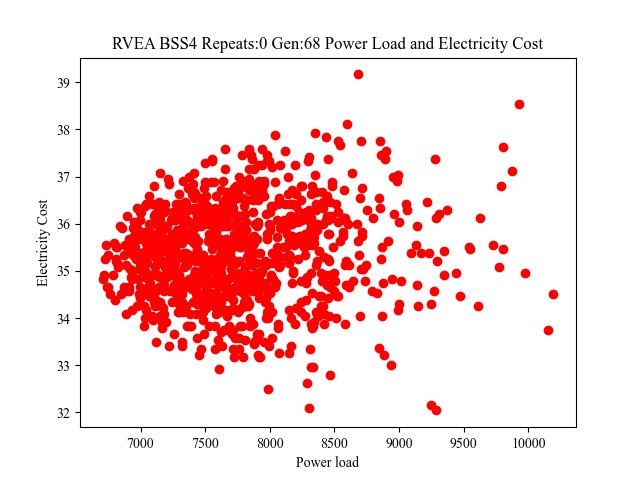 RVEA BSS4 Repeats:0 Gen:68 Power Load and Electricity Cost
39
38
37
36
35
34
33
32
Electricity Cost
7000 7500 8000 8500 9000 9500 10000
Power load